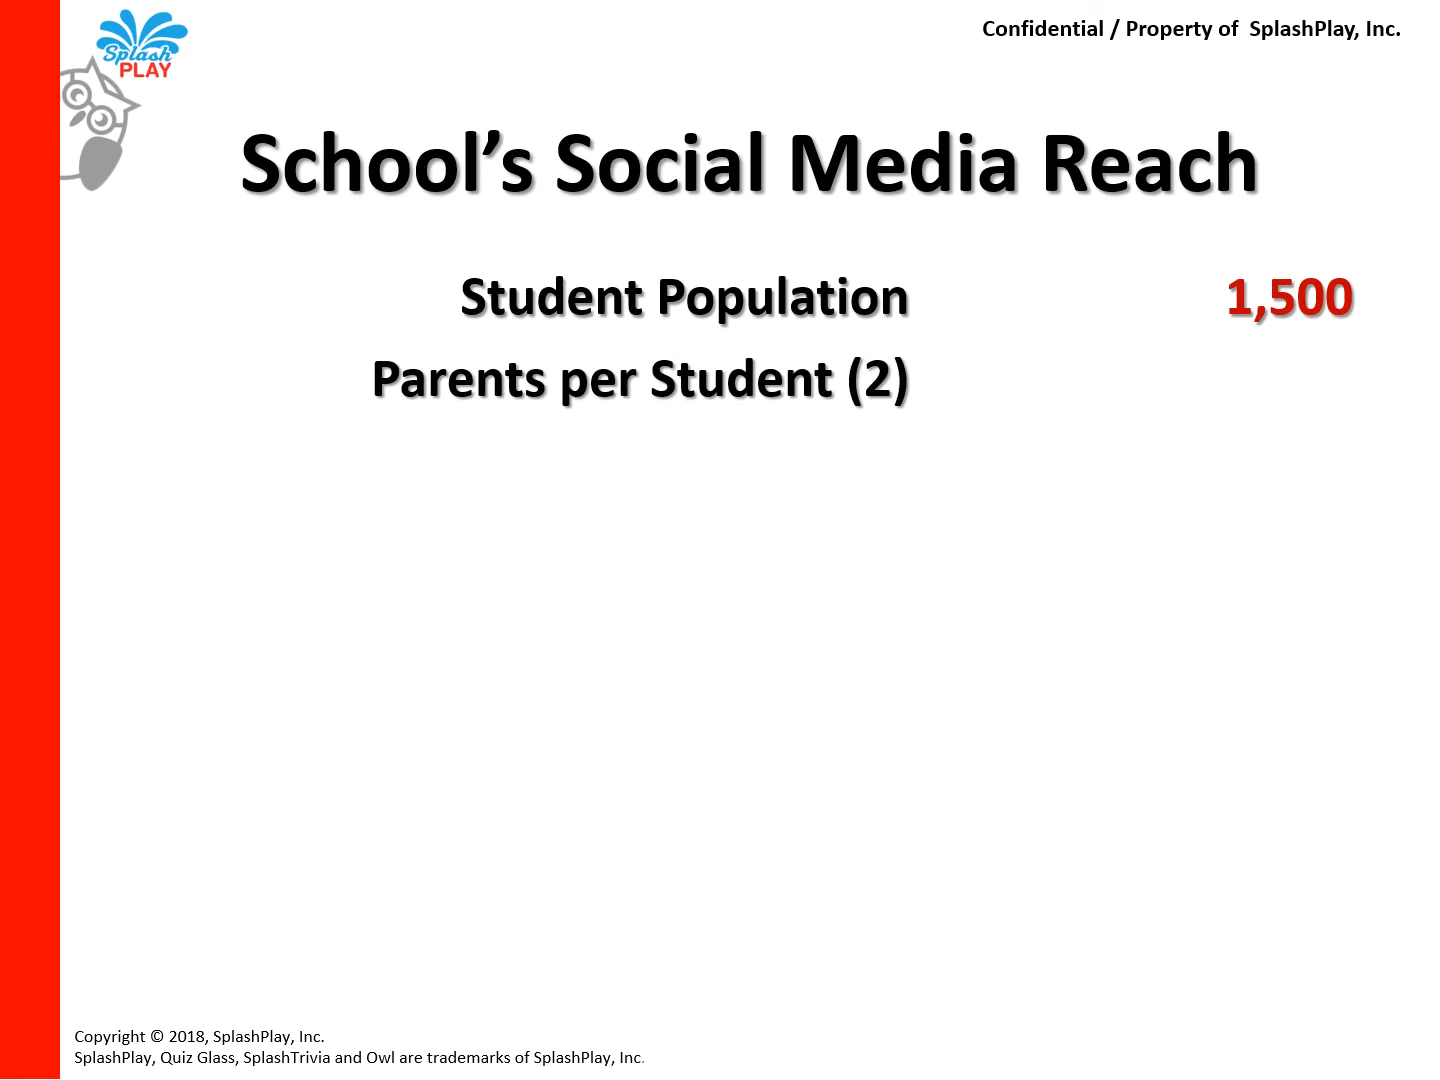 Splash
PLAY
Confidential / Property of  SplashPlay, Inc.
School’s Social Media Reach
Student Population 1,500
Parents per Student (2)
Copyright © 2018, SplashPlay, Inc.
SplashPlay, Quiz Glass, SplashTrivia and Owl are trademarks of SplashPlay, Inc.